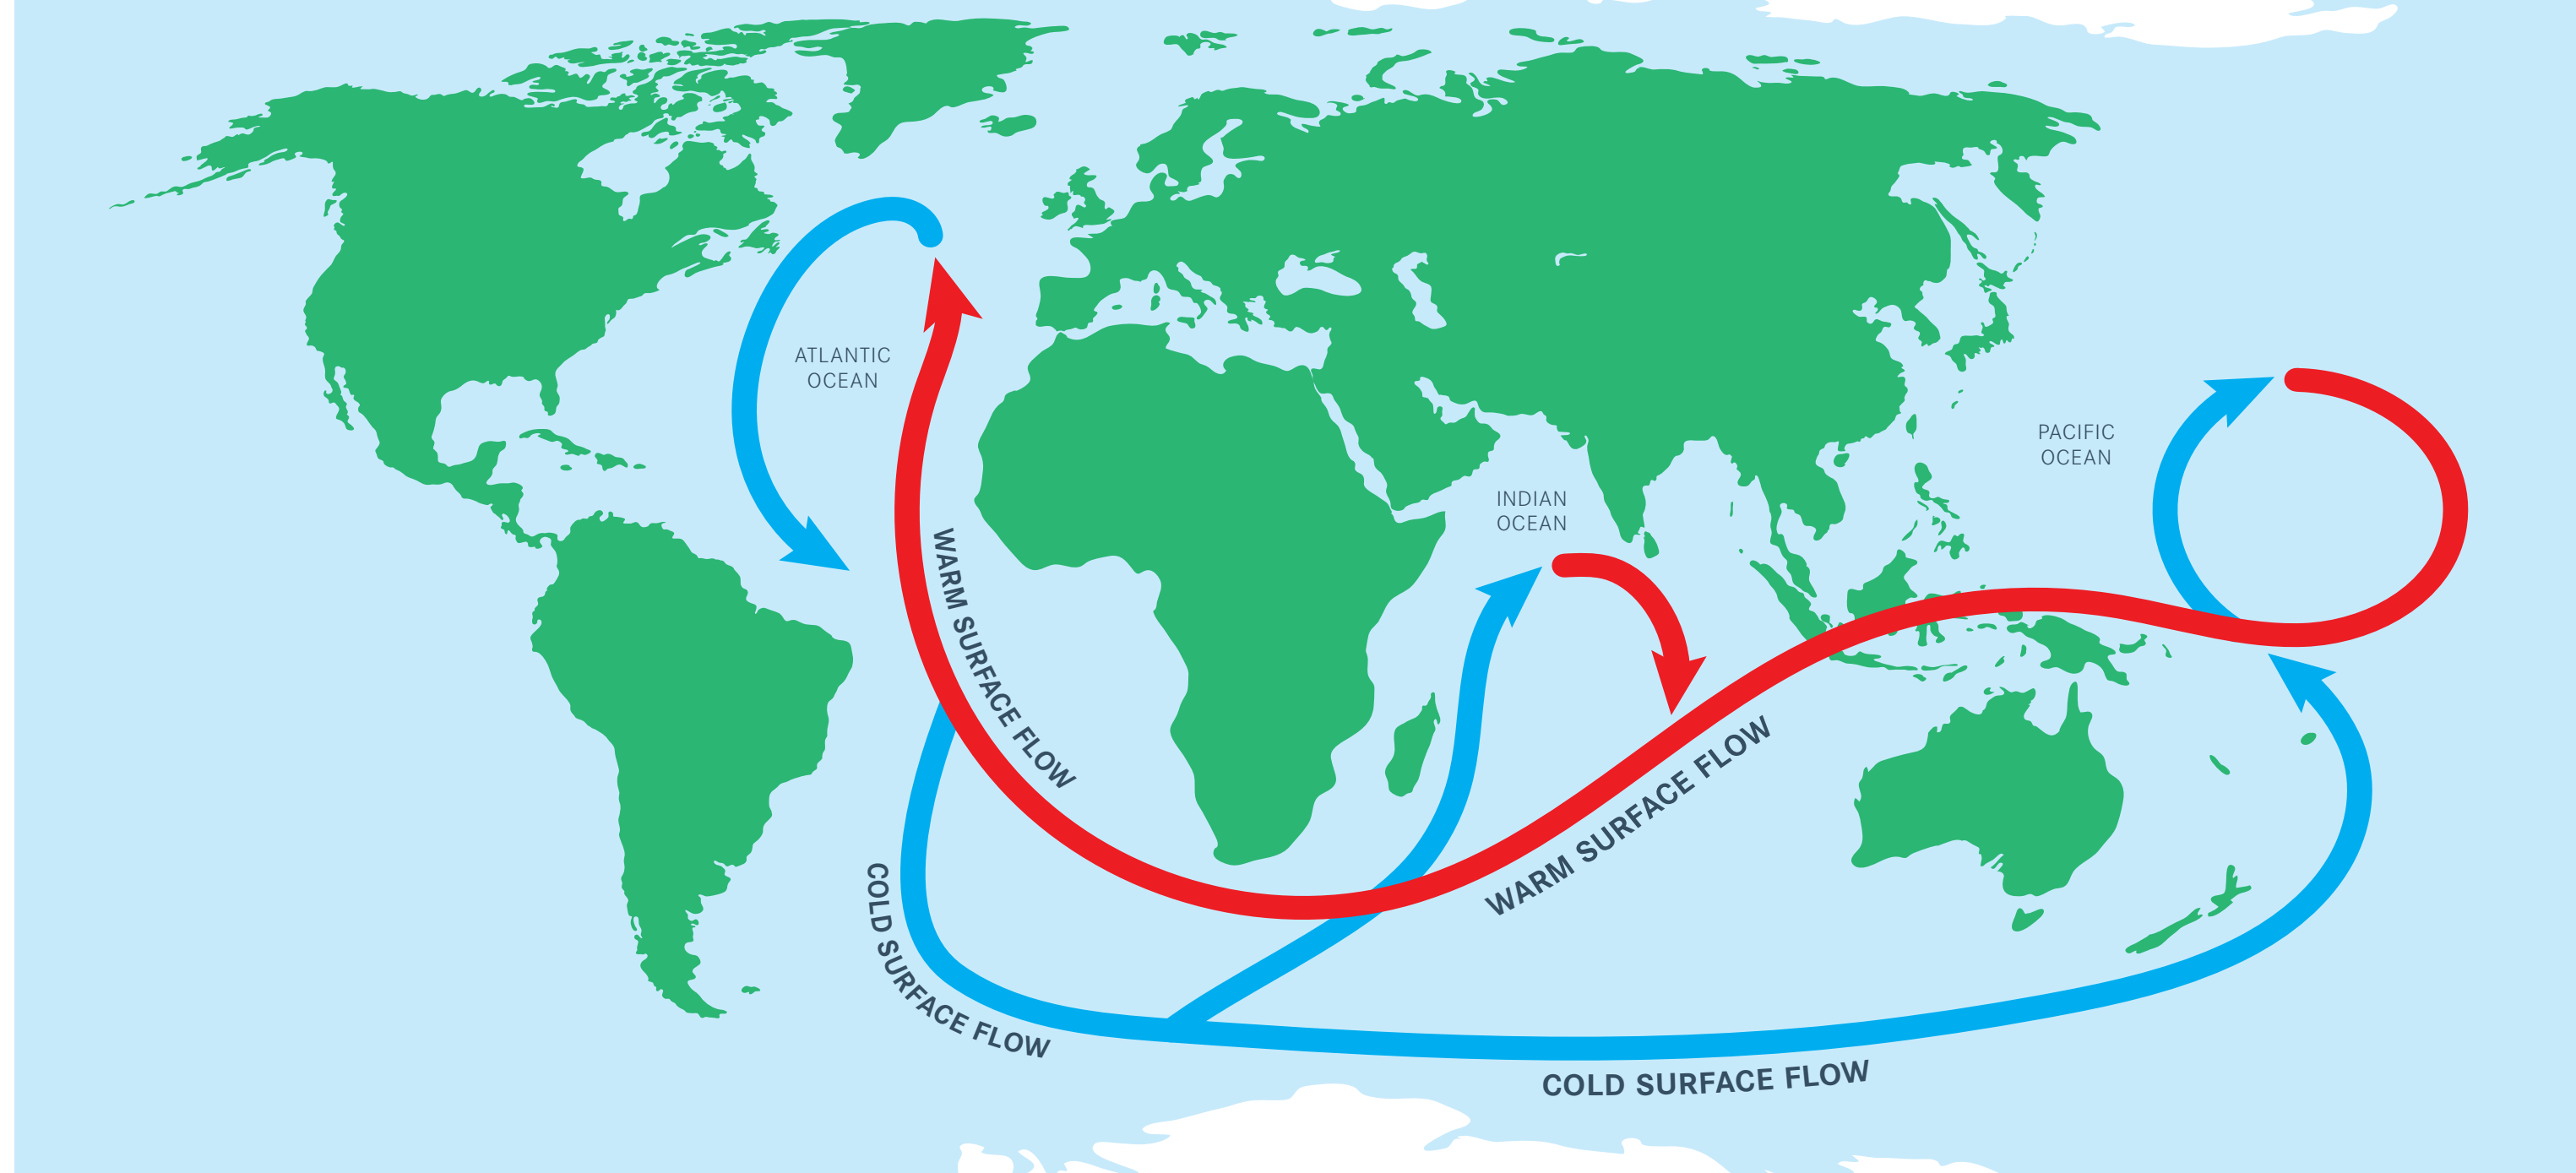 ATLANTIC
OCEAN
PACIFIC
OCEAN
INDIAN
OCEAN
WARM SURFACE FLOW
WARM SURFACE FLOW
COLD SURFACE FLOW
COLD SURFACE FLOW